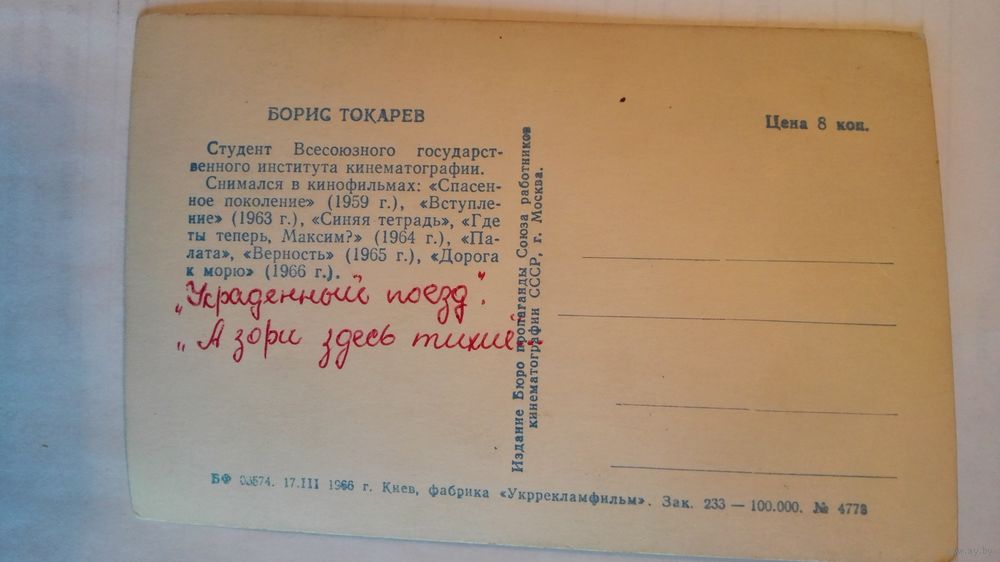 БОРИС ТОКАРЕВ
Студент Всесоюзного государст-
венного института кинематографии.
Снимался в кинофильмах: «Спасен-
ное поколение» (1959 г.), «Вступле-
ние» (1963 г.), «Синяя тетрадь», «Где
ты теперь, Максим?» (1964 г.), «Па-
лата», «Верность» (1965 г.), «Дорога
к морю» (1966 г.).
„Украденный поезд".
„А зори здесь тихие"..
Издание Бюро пропаганды Союза работников
кинематографии СССР, г. Москва.
Цена 8 коп.
БФ 03574. 17.III 1966 г. Киев, фабрика «Укррекламфильм». Зак. 233 — 100.000. № 4778